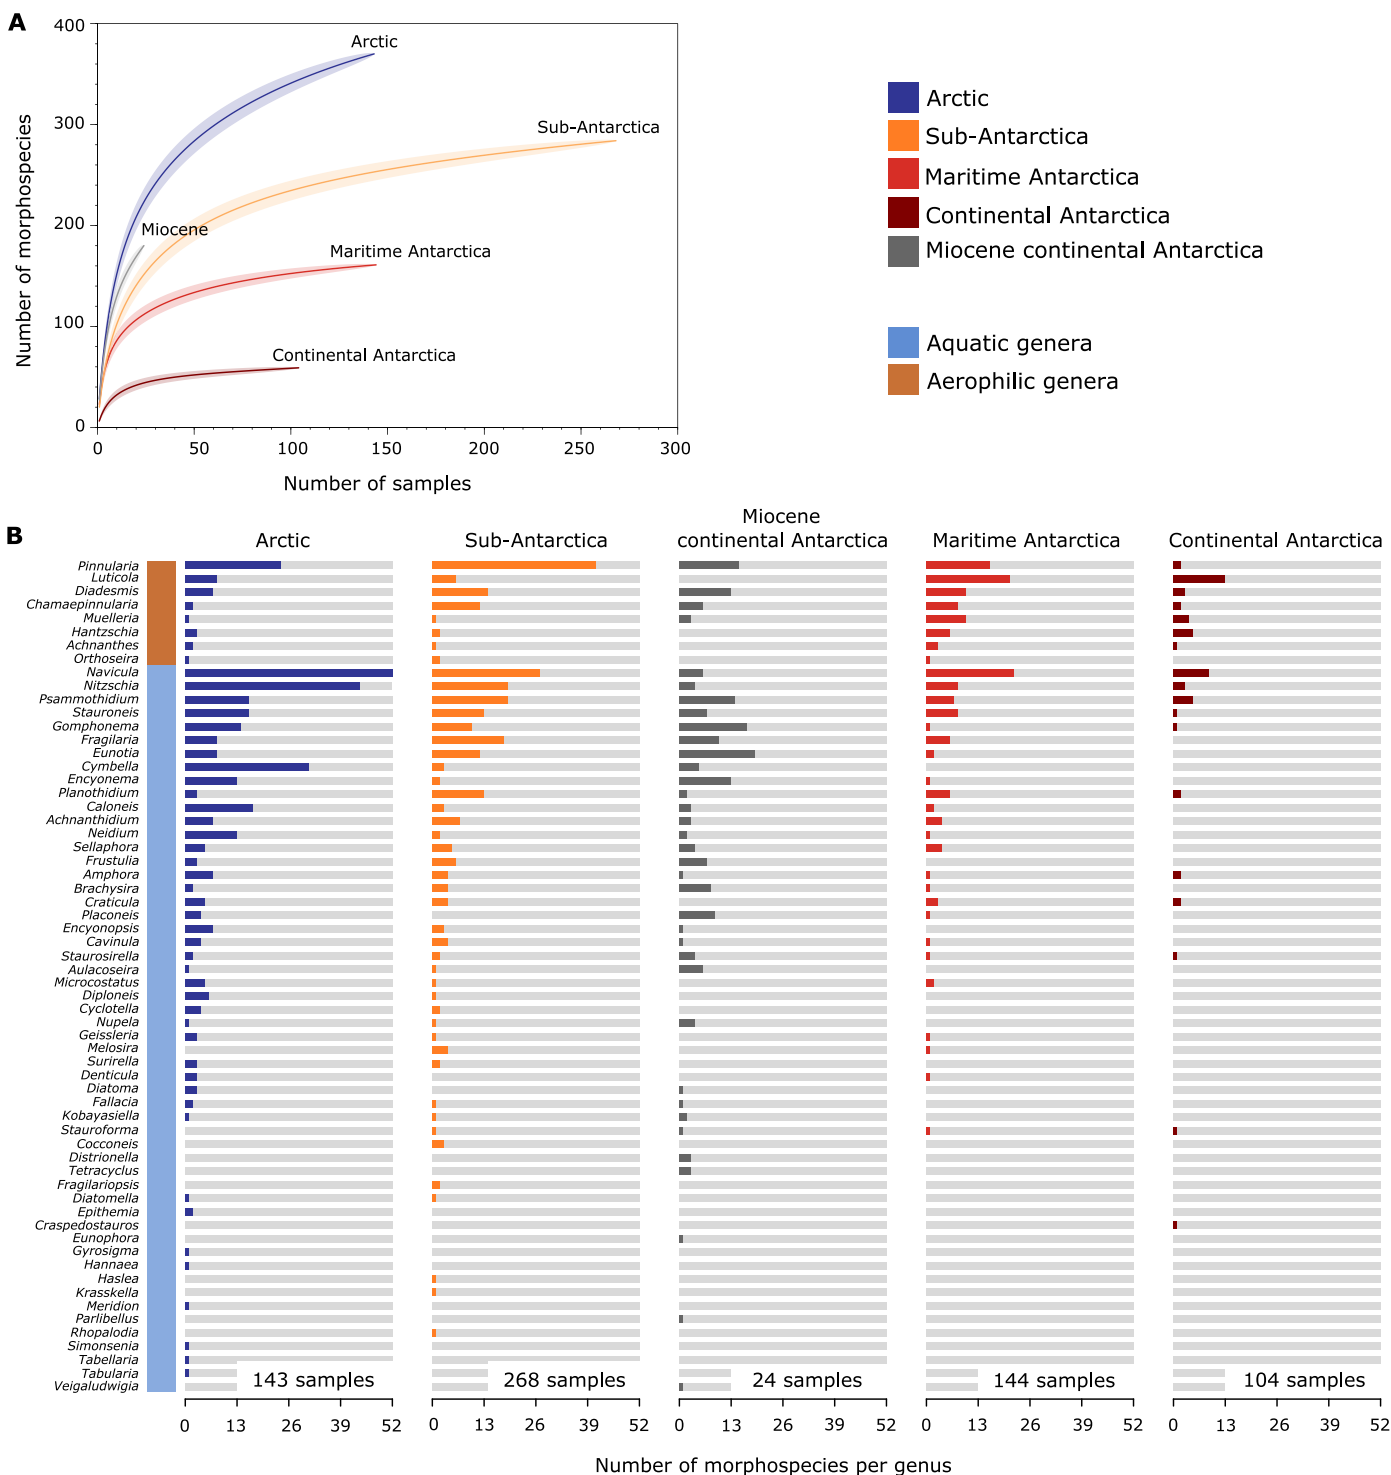 A
400
300
200
100
0
Number of morphospecies
Arctic
Sub-Antarctica
Miocene
Maritime Antarctica
Continental Antarctica
0 50 100 150 200 250 300
Number of samples
Arctic
Sub-Antarctica
Maritime Antarctica
Continental Antarctica
Miocene continental Antarctica
Aquatic genera
Aerophilic genera
B
Arctic
Sub-Antarctica
Miocene
continental Antarctica
Maritime Antarctica
Continental Antarctica
Pinnularia
Luticola
Diadesmis
Chamaepinnularia
Muelleria
Hantzschia
Achnanthes
Orthoseira
Navicula
Nitzschia
Psammothidium
Stauroneis
Gomphonema
Fragilaria
Eunotia
Cymbella
Encyonema
Planothidium
Caloneis
Achnanthidium
Neidium
Sellaphora
Frustulia
Amphora
Brachysira
Craticula
Placoneis
Encyonopsis
Cavinula
Staurosirella
Aulacoseira
Microcostatus
Diploneis
Cyclotella
Nupela
Geissleria
Melosira
Surirella
Denticula
Diatoma
Fallacia
Kobayasiella
Stauroforma
Cocconeis
Distrionella
Tetracyclus
Fragilariopsis
Diatomella
Epithemia
Craspedostauros
Eunophora
Gyrosigma
Hannaea
Haslea
Krasskella
Meridion
Parlibellus
Rhopalodia
Simonsenia
Tabellaria
Tabularia
Veigaludwigia
143 samples
268 samples
24 samples
144 samples
104 samples
0 13 26 39 52
0 13 26 39 52
0 13 26 39 52
0 13 26 39 52
0 13 26 39 52
Number of morphospecies per genus